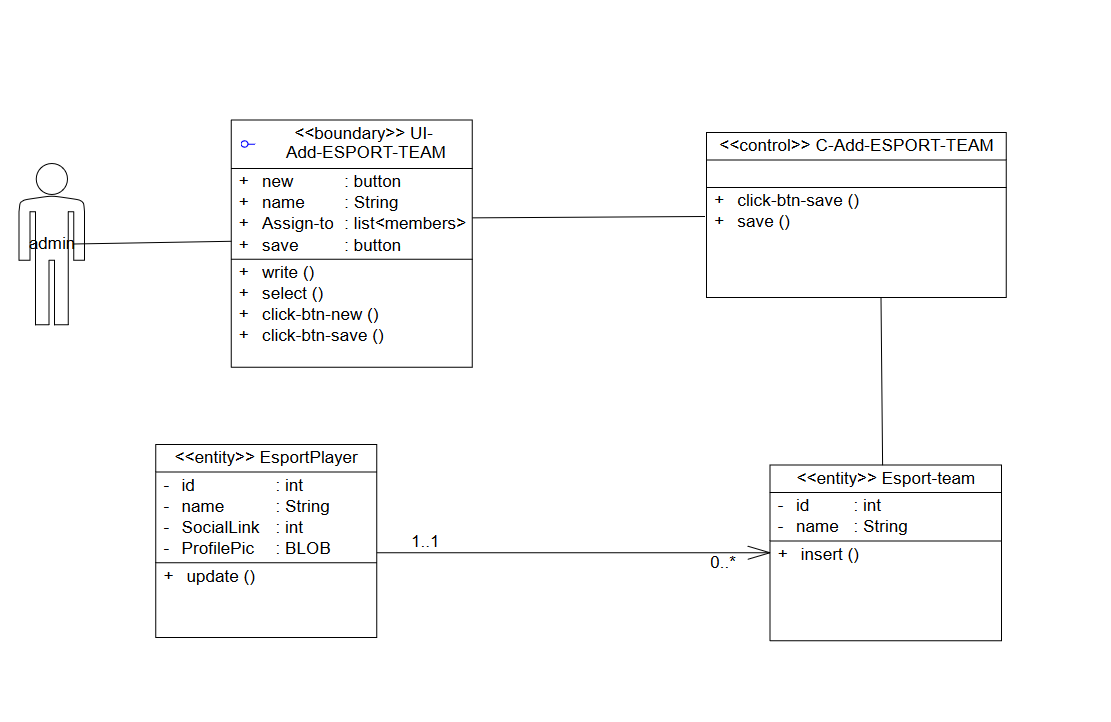 admin
<<boundary>> UI-
Add-ESPORT-TEAM
+ new : button
+ name : String
+ Assign-to : list<members>
+ save : button
+ write ()
+ select ()
+ click-btn-new ()
+ click-btn-save ()
<<control>> C-Add-ESPORT-TEAM
+ click-btn-save ()
+ save ()
<<entity>> EsportPlayer
- id : int
- name : String
- SocialLink : int
- ProfilePic : BLOB
+ update ()
1..1
0..*
<<entity>> Esport-team
- id : int
- name : String
+ insert ()